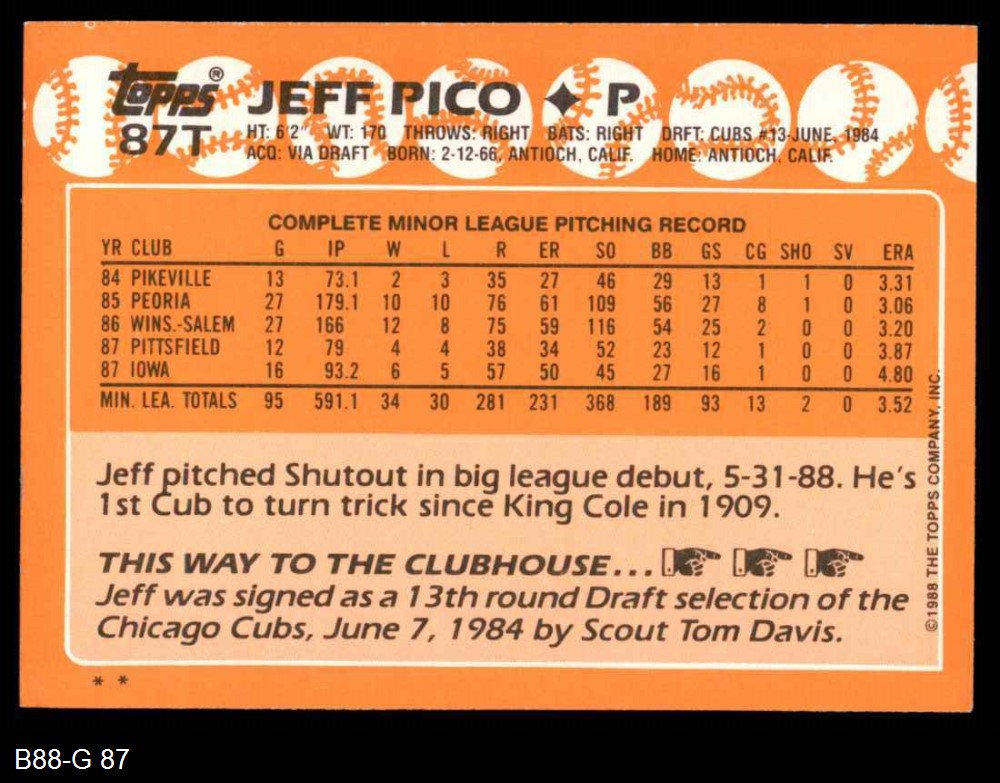 topps® JEFF PICO ✦ P
87T HT: 6'2" WT: 170 THROWS: RIGHT BATS: RIGHT DRFT: CUBS #13-JUNE, 1984
ACQ: VIA DRAFT BORN: 2-12-66, ANTIOCH, CALIF. HOME: ANTIOCH, CALIF.
COMPLETE MINOR LEAGUE PITCHING RECORD
YR CLUB G IP W L R ER SO BB GS CG SHO SV ERA
84 PIKEVILLE 13 73.1 2 3 35 27 46 29 13 1 1 0 3.31
85 PEORIA 27 179.1 10 10 76 61 109 56 27 8 1 0 3.06
86 WINS.-SALEM 27 166 12 8 75 59 116 54 25 2 0 0 3.20
87 PITTSFIELD 12 79 4 4 38 34 52 23 12 1 0 0 3.87
87 IOWA 16 93.2 6 5 57 50 45 27 16 1 0 0 4.80
MIN. LEA. TOTALS 95 591.1 34 30 281 231 368 189 93 13 2 0 3.52
Jeff pitched Shutout in big league debut, 5-31-88. He's
1st Cub to turn trick since King Cole in 1909.
THIS WAY TO THE CLUBHOUSE...
Jeff was signed as a 13th round Draft selection of the
Chicago Cubs, June 7, 1984 by Scout Tom Davis.
©1988 THE TOPPS COMPANY, INC.
* *
B88-G 87